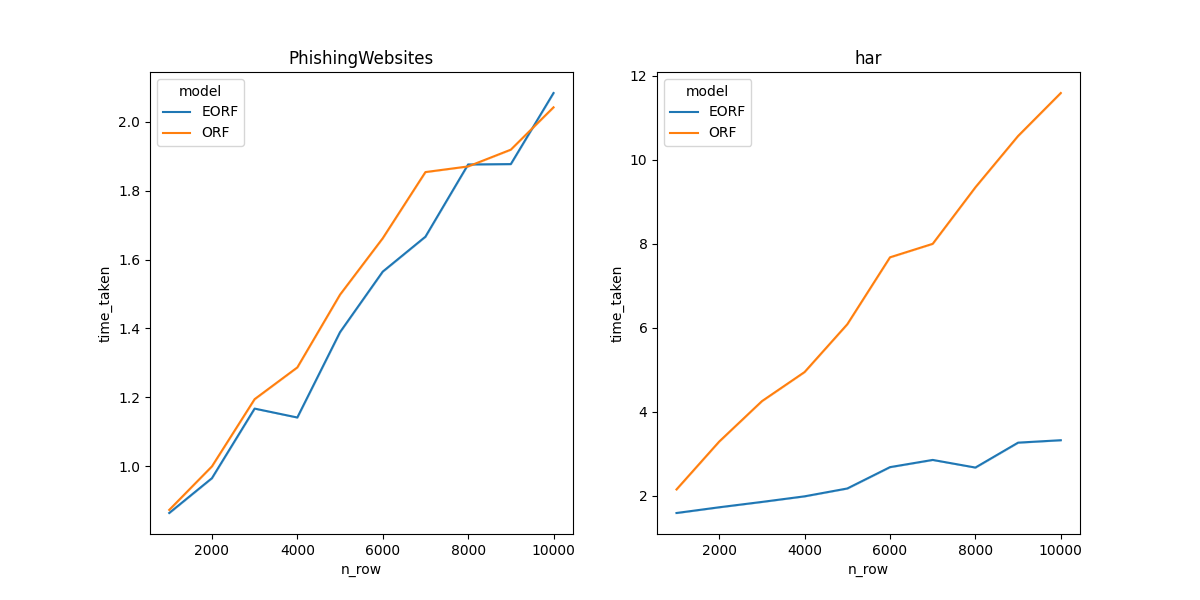 PhishingWebsites
model
EORF
ORF
2.0
1.8
1.6
1.4
1.2
1.0
time_taken
2000
4000
6000
8000
10000
n_row
har
model
EORF
ORF
12
10
8
6
4
2
time_taken
2000
4000
6000
8000
10000
n_row